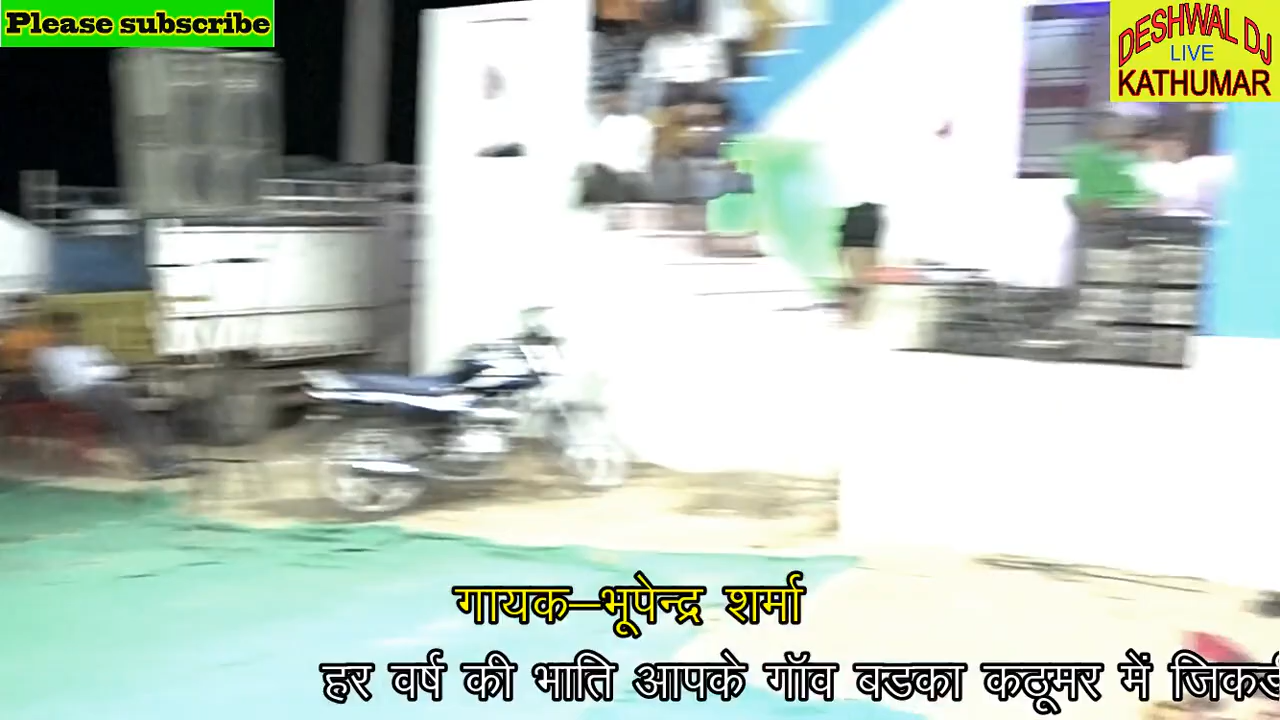 Please subscribe
DESHWAL DJ
LIVE
KATHUMAR
गायक–भूपेन्द्र शर्मा
हर वर्ष की भाति आपके गॉव बडका कठूमर में